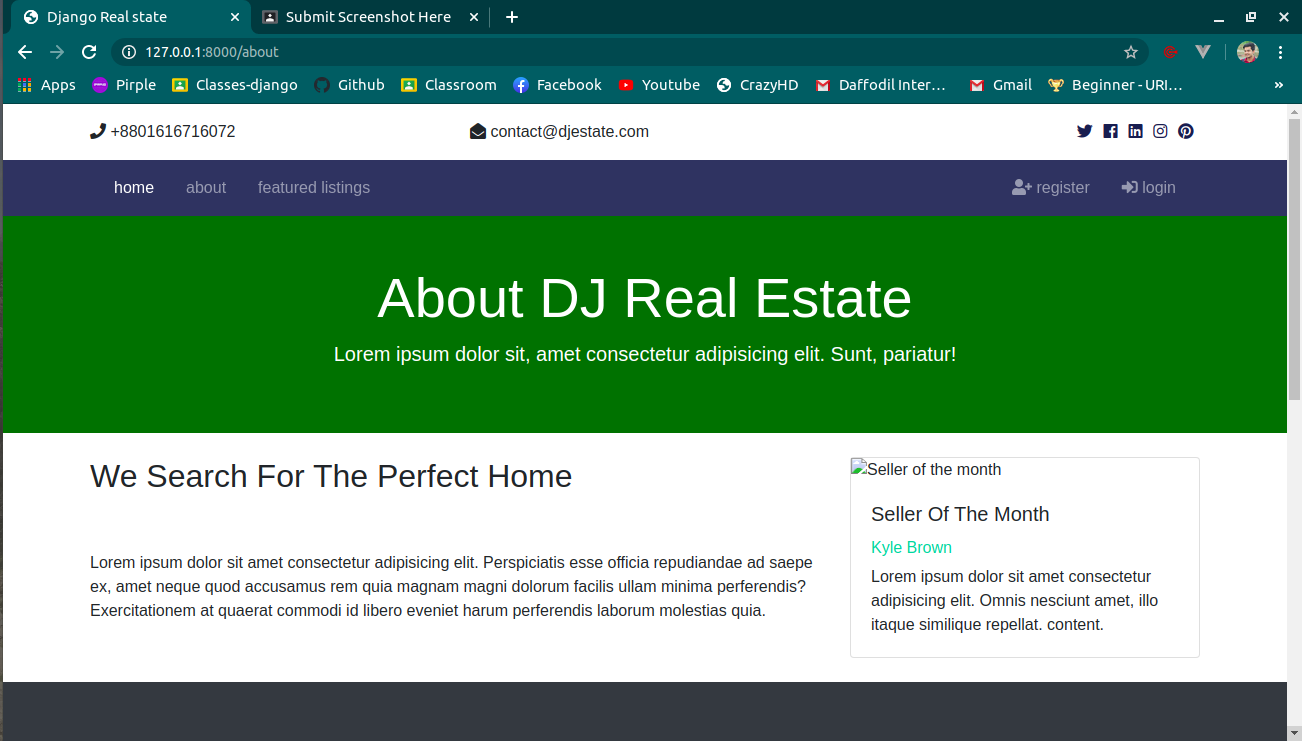 Django Real state
Submit Screenshot Here
127.0.0.1:8000/about
Apps
Pirple
Classes-django
Github
Classroom
Facebook
Youtube
CrazyHD
Daffodil Inter...
Gmail
Beginner - URI...
»
+8801616716072
contact@djestate.com
home
about
featured listings
register
login
About DJ Real Estate
Lorem ipsum dolor sit, amet consectetur adipisicing elit. Sunt, pariatur!
We Search For The Perfect Home
Lorem ipsum dolor sit amet consectetur adipisicing elit. Perspiciatis esse officia repudiandae ad saepe
ex, amet neque quod accusamus rem quia magnam magni dolorum facilis ullam minima perferendis?
Exercitationem at quaerat commodi id libero eveniet harum perferendis laborum molestias quia.
Seller of the month
Seller Of The Month
Kyle Brown
Lorem ipsum dolor sit amet consectetur
adipisicing elit. Omnis nesciunt amet, illo
itaque similique repellat. content.